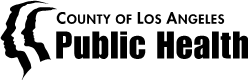 COUNTY OF LOS ANGELES
Public Health